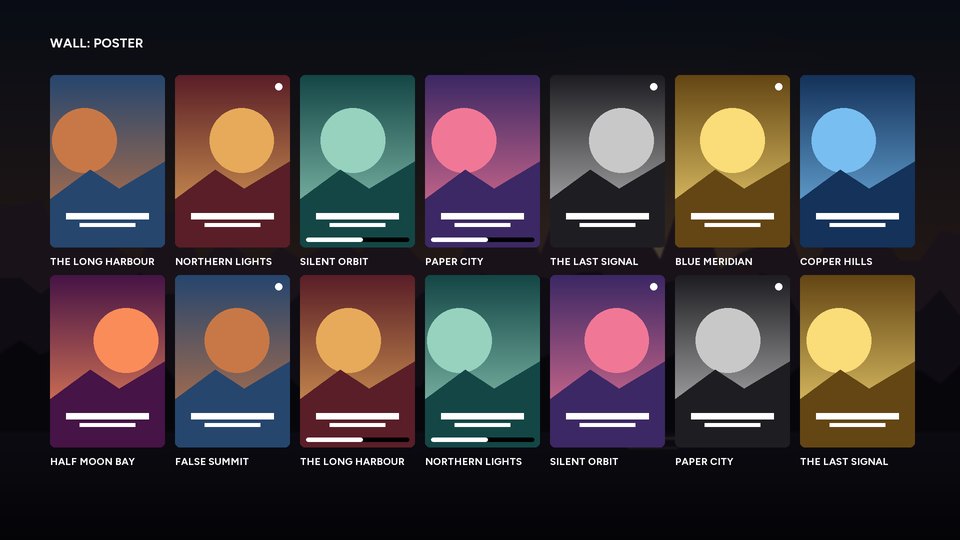 WALL: POSTER
THE LONG HARBOUR
NORTHERN LIGHTS
SILENT ORBIT
PAPER CITY
THE LAST SIGNAL
BLUE MERIDIAN
COPPER HILLS
HALF MOON BAY
FALSE SUMMIT
THE LONG HARBOUR
NORTHERN LIGHTS
SILENT ORBIT
PAPER CITY
THE LAST SIGNAL